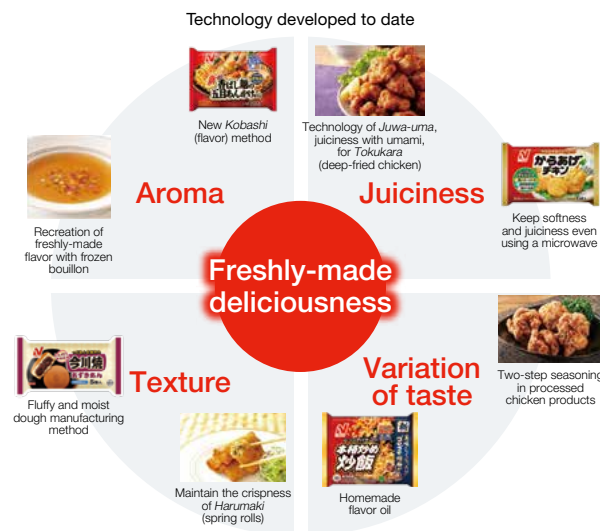 Technology developed to date
New Kobashi
(flavor) method
Technology of Juwa-uma,
juiciness with umami,
for Tokukara
(deep-fried chicken)
Aroma
Juiciness
からあげ
チキン
Recreation of
freshly-made
flavor with frozen
bouillon
Keep softness
and juiciness even
using a microwave
Freshly-made
deliciousness
今川焼
Texture
Variation
of taste
Fluffy and moist
dough manufacturing
method
Two-step seasoning
in processed
chicken products
本格炒め
炒飯
Maintain the crispness
of Harumaki
(spring rolls)
Homemade
flavor oil